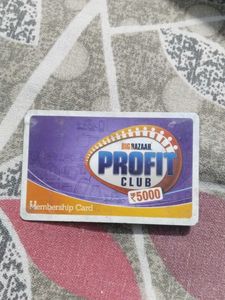 BIG BAZAAR
PROFIT
CLUB
₹5000
Membership Card